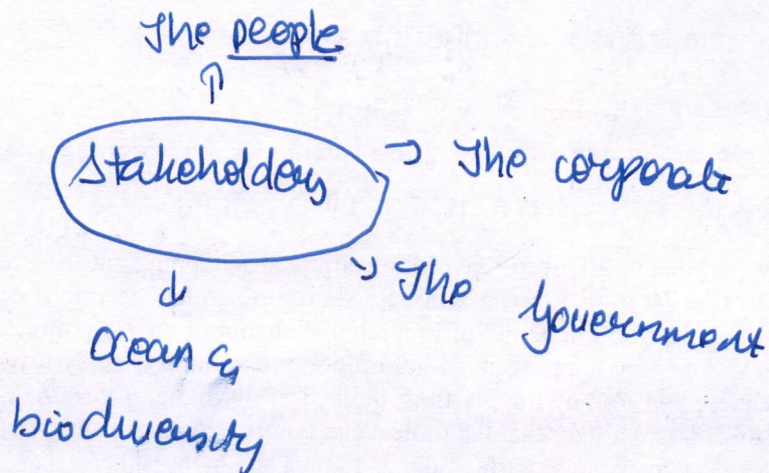 The people
Stakeholders
The corporate
The Government
Ocean &
biodiversity